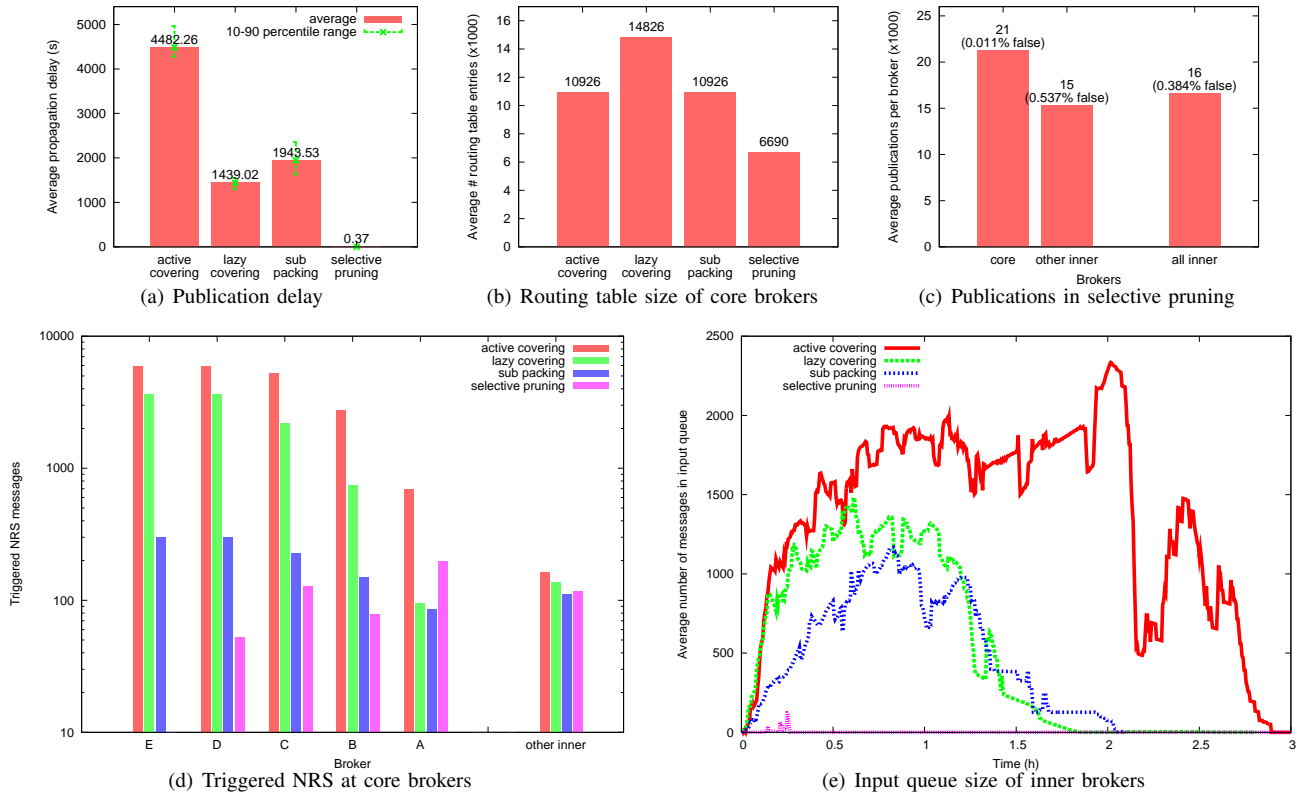 Average propagation delay (s)
5000
4000
3000
2000
1000
0
average
10-90 percentile range
4482.26
1439.02
1943.53
0.37
active covering
lazy covering
sub packing
selective pruning
(a) Publication delay
Average # routing table entries (x1000)
16
14
12
10
8
6
4
2
0
10926
14826
10926
6690
active covering
lazy covering
sub packing
selective pruning
(b) Routing table size of core brokers
Average publications per broker (x1000)
25
20
15
10
5
0
21
(0.011% false)
15
(0.537% false)
16
(0.384% false)
core
other inner
all inner
Brokers
(c) Publications in selective pruning
Triggered NRS messages
10000
1000
100
10
active covering
lazy covering
sub packing
selective pruning
E
D
C
B
A
other inner
Broker
(d) Triggered NRS at core brokers
Average number of messages in input queue
2500
2000
1500
1000
500
0
active covering
lazy covering
sub packing
selective pruning
0
0.5
1
1.5
2
2.5
3
Time (h)
(e) Input queue size of inner brokers